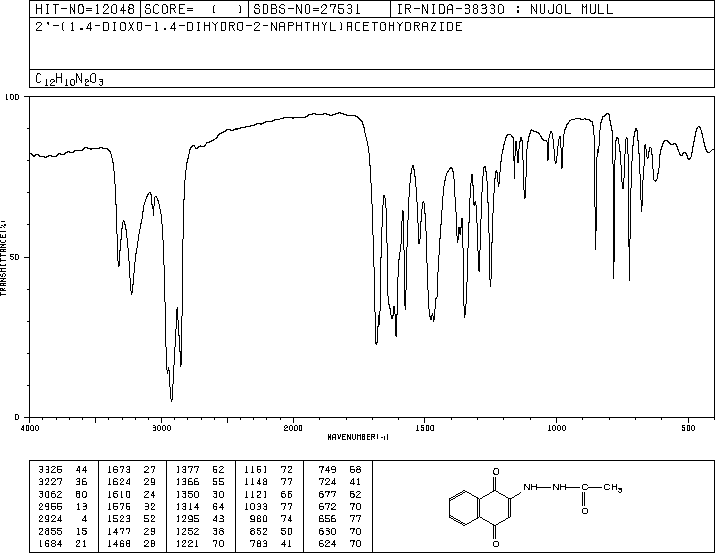 HIT-NO=12048 SCORE= ( ) SDBS-NO=27531 IR-NIDA-38330 : NUJOL MULL
2'-(1,4-DIOXO-1,4-DIHYDRO-2-NAPHTHYL)ACETOHYDRAZIDE
C12H10N2O3
100
50
0
TRANSMITTANCE(%)
4000 3000 2000 1500 1000 500
WAVENUMBER(-1)
3325 44 1673 27 1377 52 1161 72 749 68
3227 36 1624 29 1366 55 1148 77 724 41
3062 60 1610 24 1350 30 1121 66 677 62
2955 13 1576 32 1314 64 1033 77 672 70
2924 4 1523 52 1295 43 980 74 656 77
2855 15 1477 29 1252 38 852 50 630 70
1684 21 1468 28 1221 70 783 41 624 70
O
NH NH C CH3
O
O